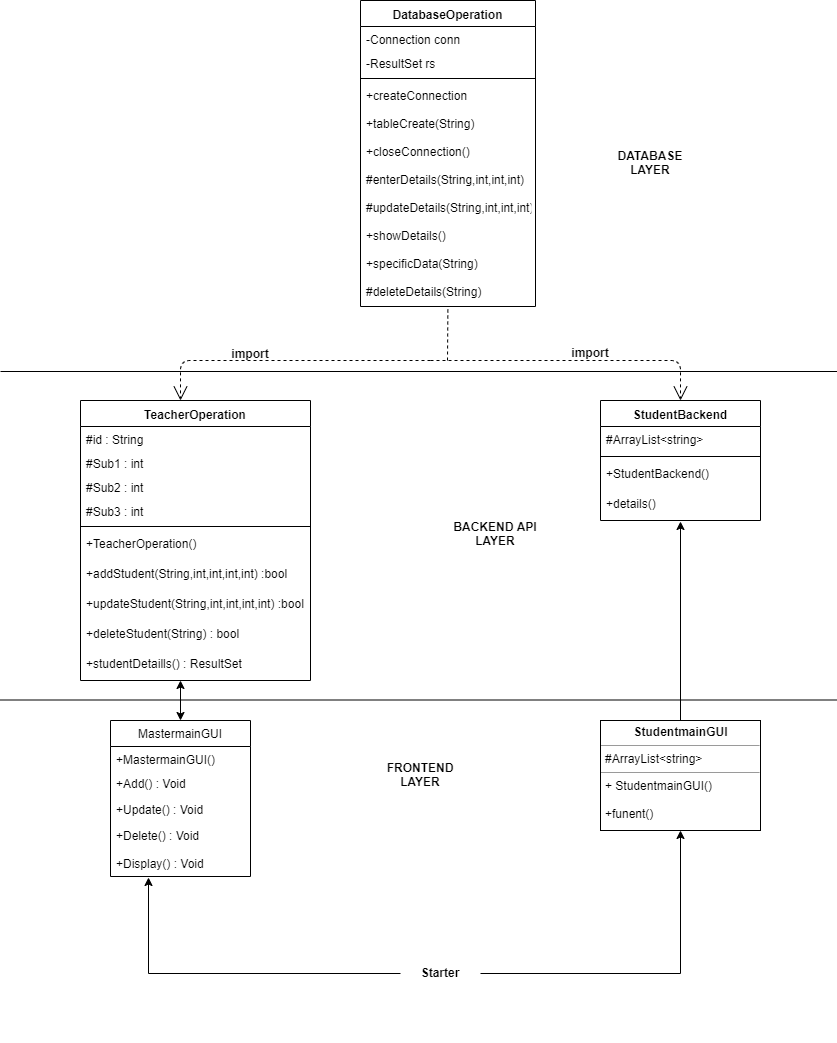 DatabaseOperation
-Connection conn
-ResultSet rs
+createConnection
+tableCreate(String)
+closeConnection()
#enterDetails(String,int,int,int)
#updateDetails(String,int,int,int)
+showDetails()
+specificData(String)
#deleteDetails(String)
DATABASE
LAYER
import
import
TeacherOperation
#id : String
#Sub1 : int
#Sub2 : int
#Sub3 : int
+TeacherOperation()
+addStudent(String,int,int,int,int) :bool
+updateStudent(String,int,int,int,int) :bool
+deleteStudent(String) : bool
+studentDetaills() : ResultSet
StudentBackend
#ArrayList<string>
+StudentBackend()
+details()
BACKEND API
LAYER
MastermainGUI
+MastermainGUI()
+Add() : Void
+Update() : Void
+Delete() : Void
+Display() : Void
FRONTEND
LAYER
StudentmainGUI
#ArrayList<string>
+ StudentmainGUI()
+funent()
Starter